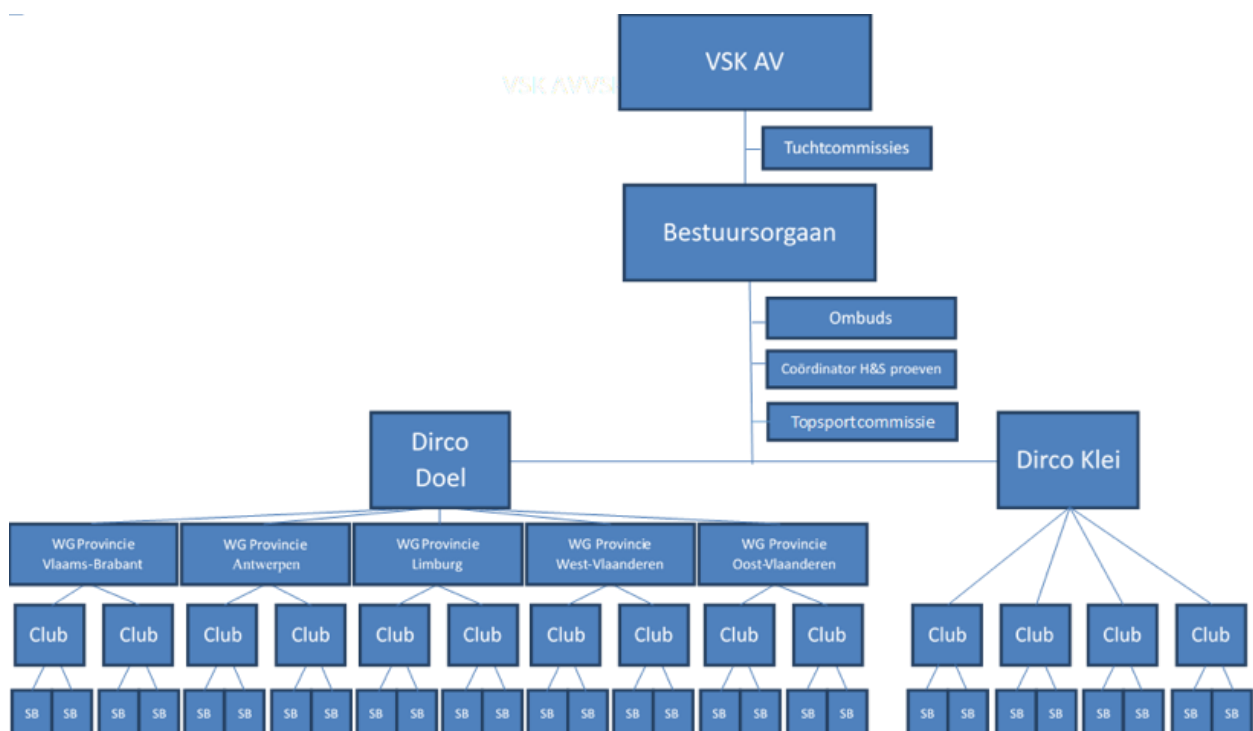 VSK AV
VSK AVVSK
Tuchtcommissies
Bestuursorgaan
Ombuds
Coördinator H&S proeven
Topsportcommissie
Dirco
Doel
Dirco Klei
WG Provincie
Vlaams-Brabant
WG Provincie
Antwerpen
WG Provincie
Limburg
WG Provincie
West-Vlaanderen
WG Provincie
Oost-Vlaanderen
Club Club Club Club Club Club Club Club Club Club Club Club Club Club
SB SB SB SB SB SB SB SB SB SB SB SB SB SB SB SB SB SB SB SB SB SB SB SB SB SB SB SB